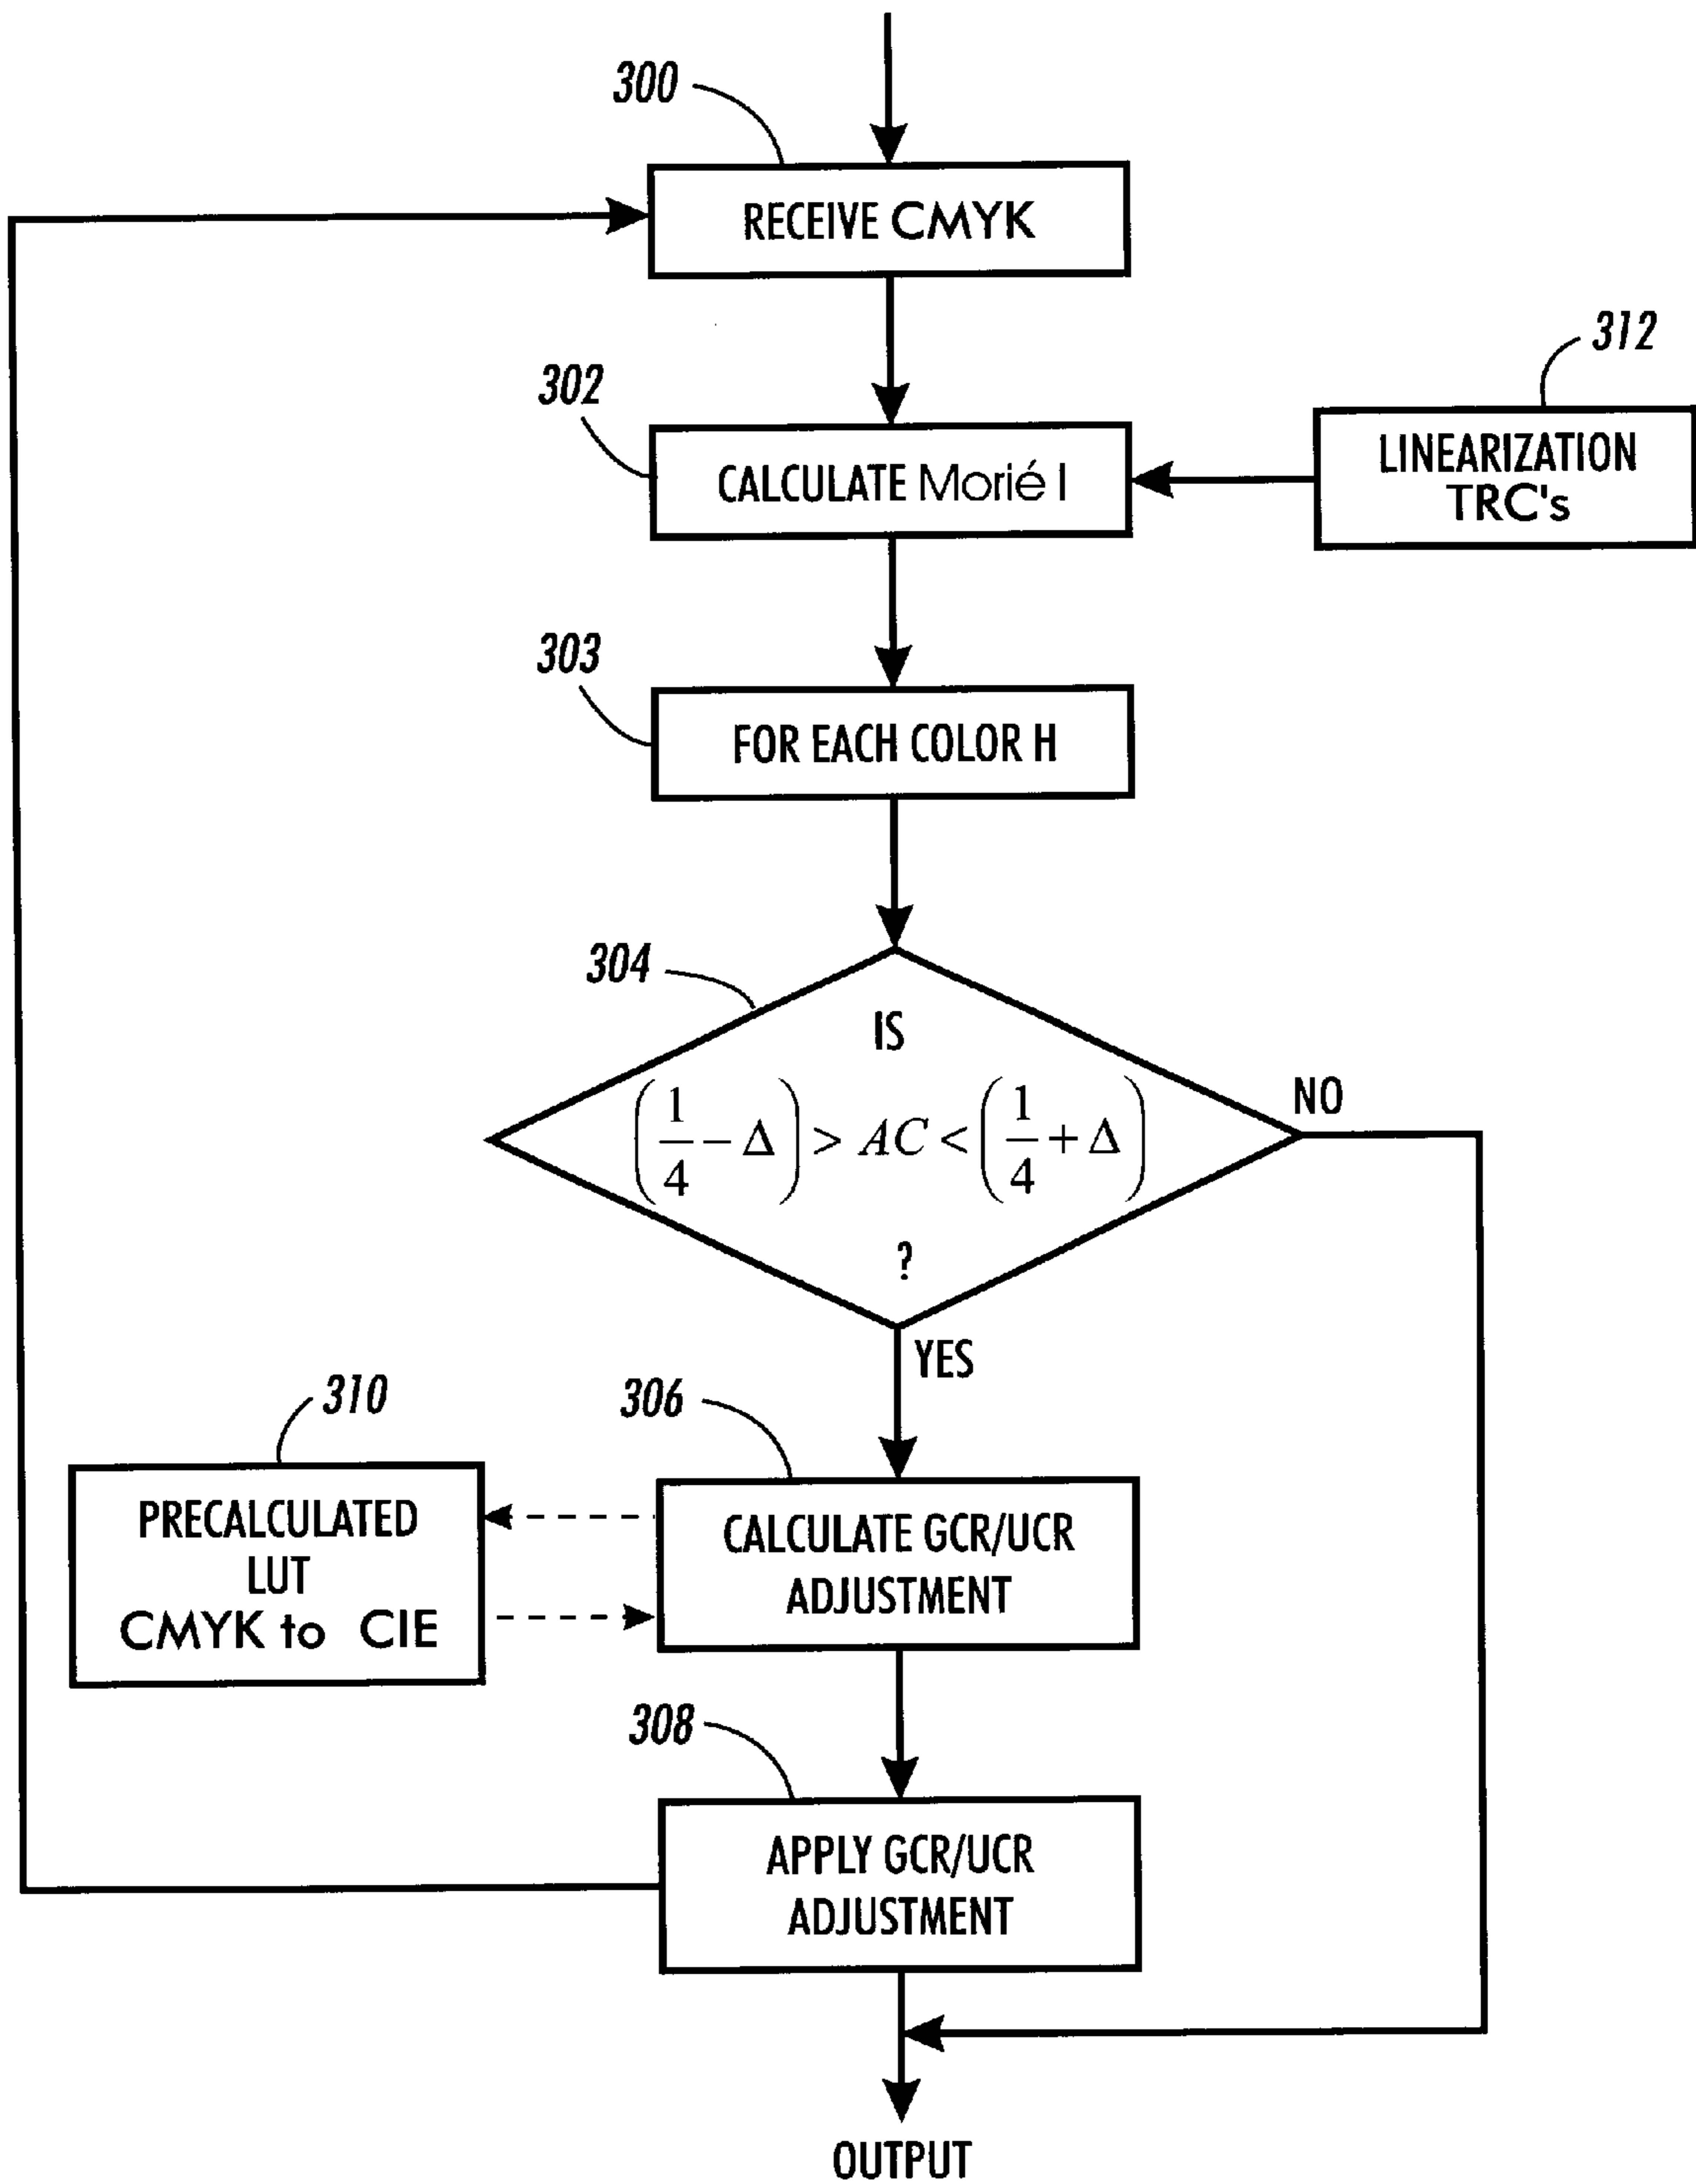 300
RECEIVE CMYK
312
302
LINEARIZATION
TRC's
CALCULATE Morié I
303
FOR EACH COLOR H
304
IS
(1/4 − Δ) > AC < (1/4 + Δ)
?
NO
YES
310
306
PRECALCULATED
LUT
CMYK to CIE
CALCULATE GCR/UCR
ADJUSTMENT
308
APPLY GCR/UCR
ADJUSTMENT
OUTPUT